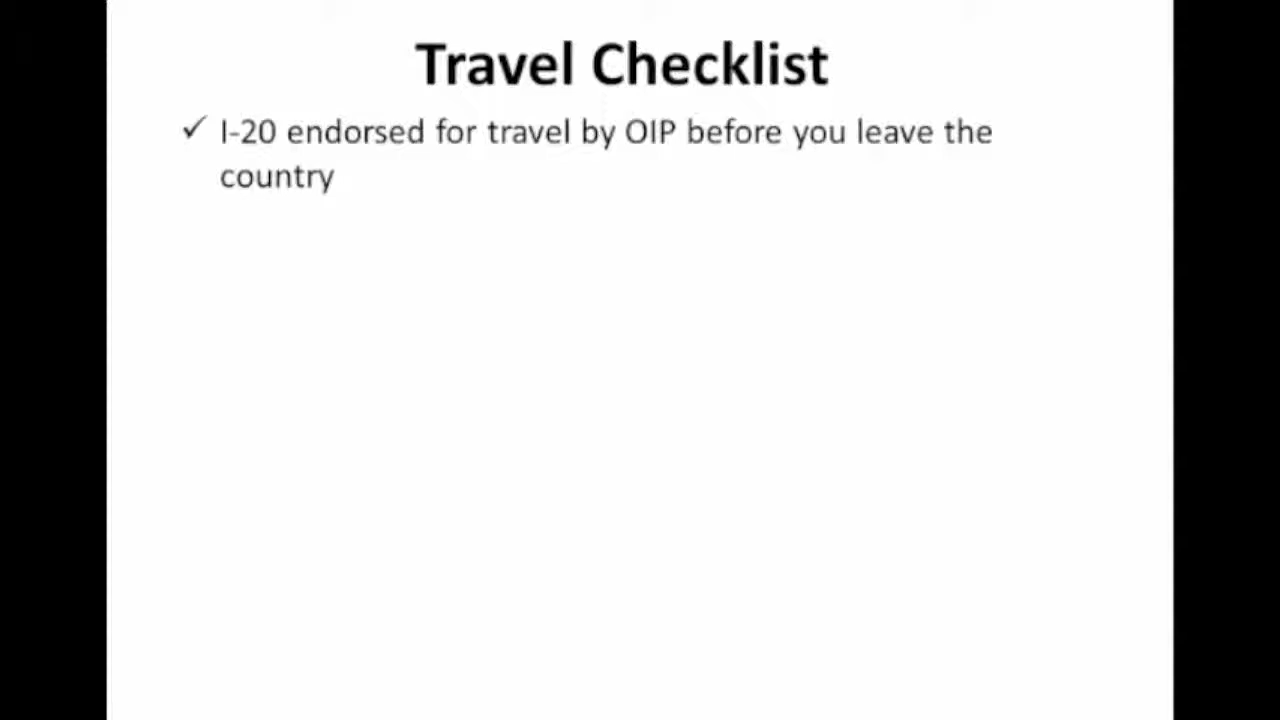 Travel Checklist
✓ I-20 endorsed for travel by OIP before you leave the
country